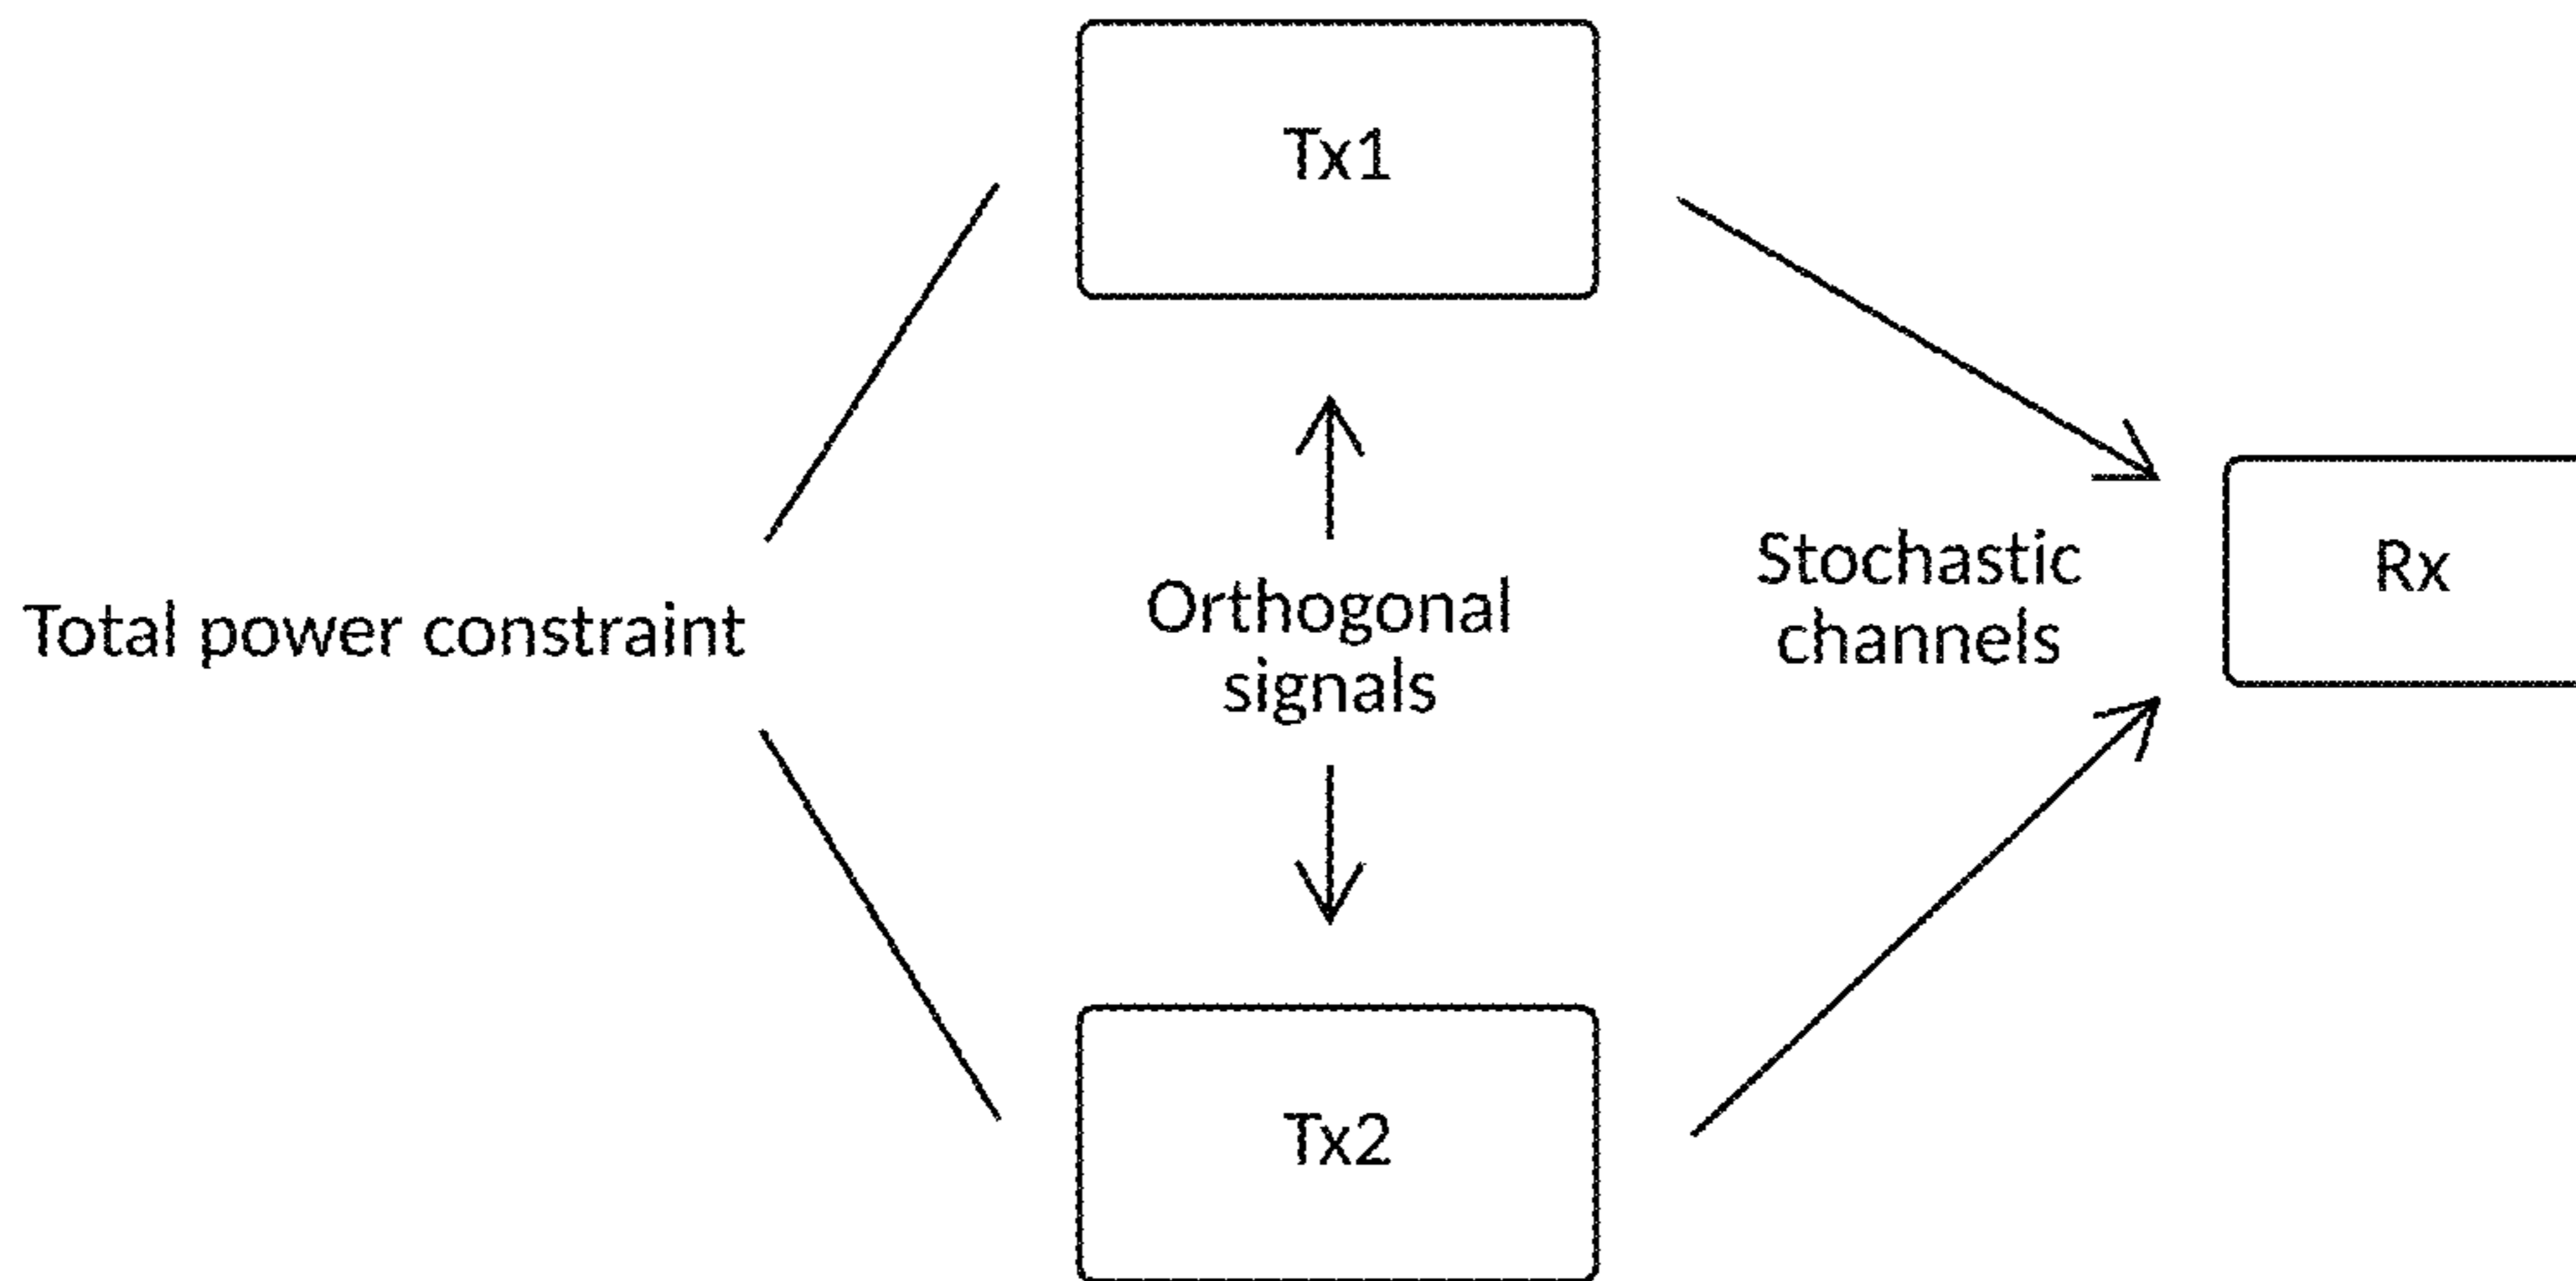 Tx1
Total power constraint
Orthogonal
signals
Stochastic
channels
Rx
Tx2